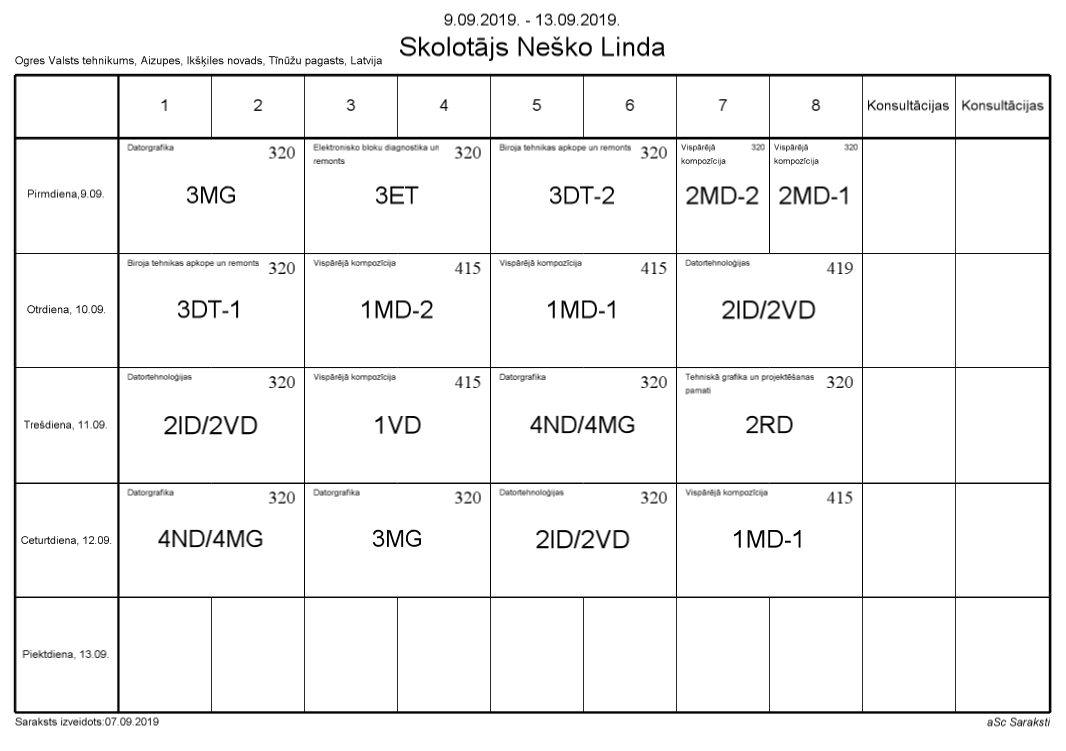 9.09.2019. - 13.09.2019.
Skolotājs Neško Linda
Ogres Valsts tehnikums, Aizupes, Ikšķiles novads, Tīnūžu pagasts, Latvija
1 2 3 4 5 6 7 8 Konsultācijas Konsultācijas
Pirmdiena,9.09.
Datorgrafika 320
3MG
Elektronisko bloku diagnostika un 320
remonts
3ET
Biroja tehnikas apkope un remonts 320
3DT-2
Vispārējā 320
kompozīcija
2MD-2
Vispārējā 320
kompozīcija
2MD-1
Otrdiena, 10.09.
Biroja tehnikas apkope un remonts 320
3DT-1
Vispārējā kompozīcija 415
1MD-2
Vispārējā kompozīcija 415
1MD-1
Datortehnoloģijas 419
2ID/2VD
Trešdiena, 11.09.
Datortehnoloģijas 320
2ID/2VD
Vispārējā kompozīcija 415
1VD
Datorgrafika 320
4ND/4MG
Tehniskā grafika un projektēšanas 320
pamati
2RD
Ceturtdiena, 12.09.
Datorgrafika 320
4ND/4MG
Datorgrafika 320
3MG
Datortehnoloģijas 320
2ID/2VD
Vispārējā kompozīcija 415
1MD-1
Piektdiena, 13.09.
Saraksts izveidots:07.09.2019
aSc Saraksti